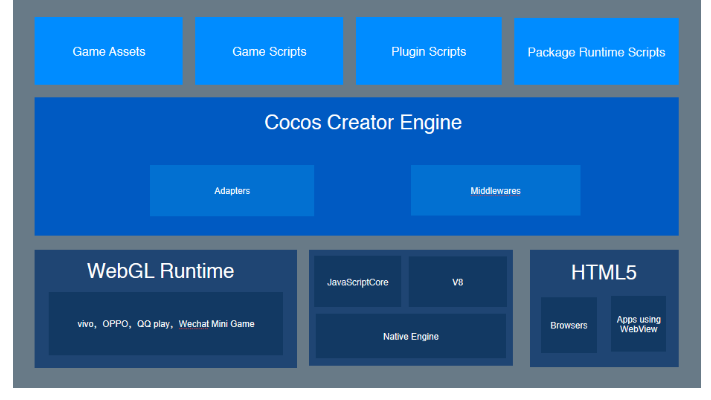 Game Assets
Game Scripts
Plugin Scripts
Package Runtime Scripts
Cocos Creator Engine
Adapters
Middlewares
WebGL Runtime
vivo，OPPO，QQ play，Wechat Mini Game
JavaScriptCore
V8
Native Engine
HTML5
Browsers
Apps using
WebView